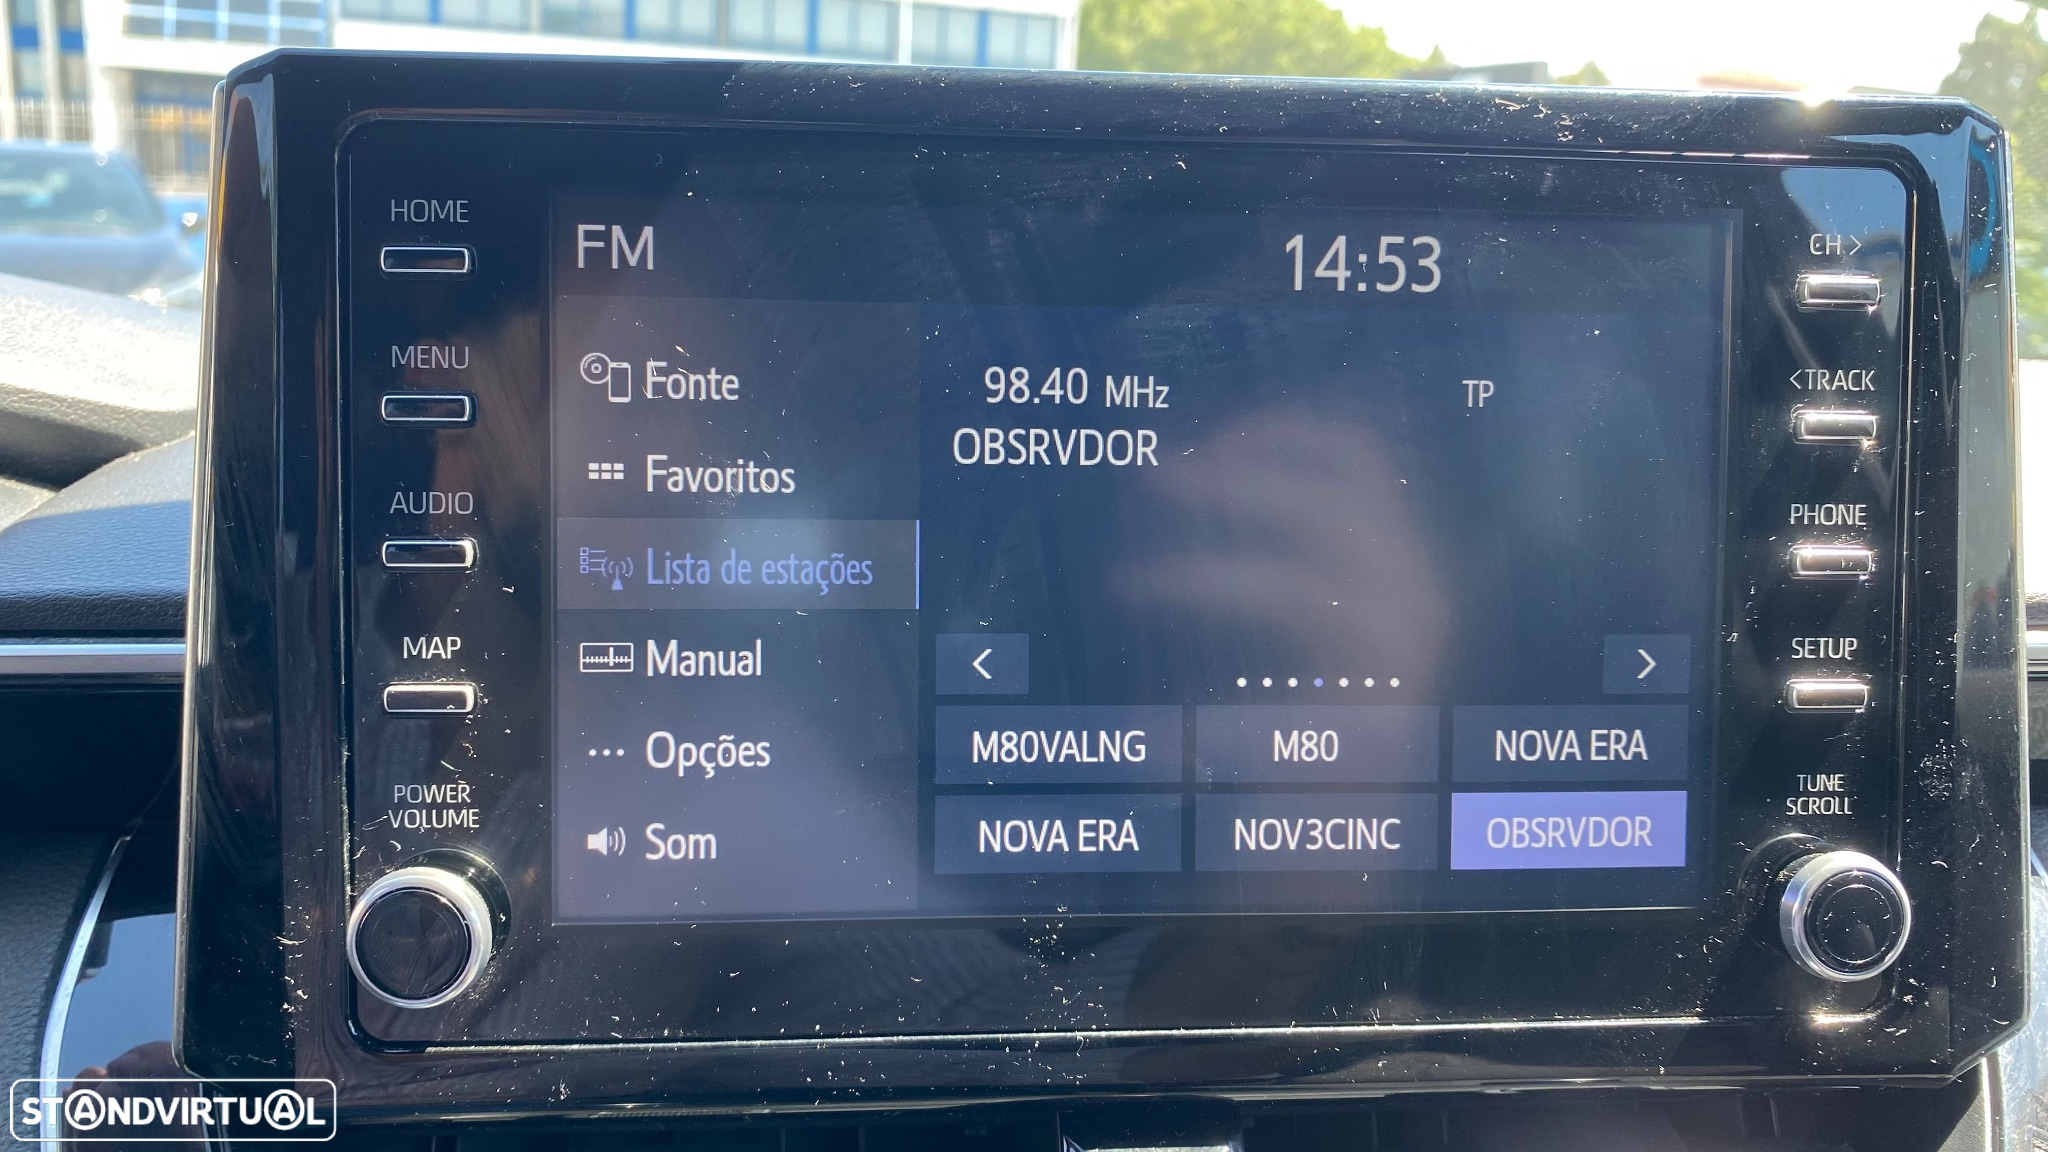 HOME
MENU
AUDIO
MAP
POWER
VOLUME
FM
14:53
Fonte
Favoritos
Lista de estações
Manual
Opções
Som
98.40 MHz
TP
OBSRVDOR
M80VALNG
M80
NOVA ERA
NOVA ERA
NOV3CINC
OBSRVDOR
CH >
< TRACK
PHONE
SETUP
TUNE
SCROLL
STANDVIRTUAL